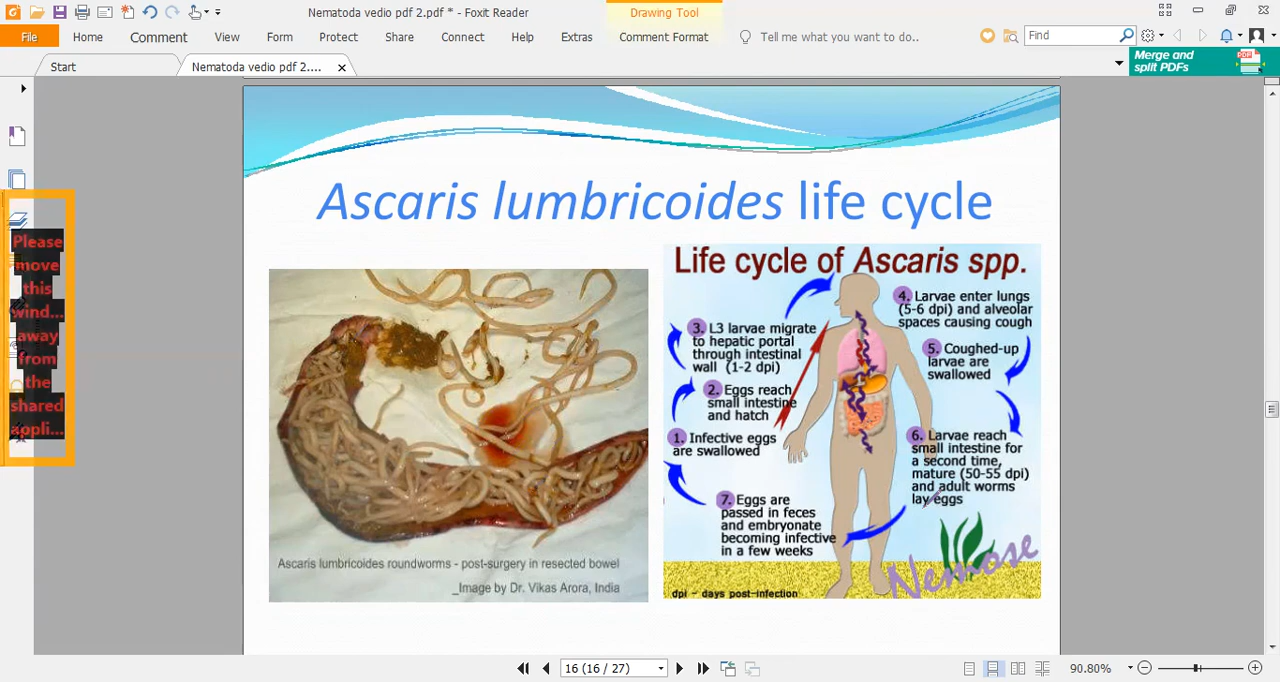 Nematoda vedio pdf 2.pdf * - Foxit Reader
Drawing Tool
File Home Comment View Form Protect Share Connect Help Extras Comment Format Tell me what you want to do.. Find
Start Nematoda vedio pdf 2....
Merge and
split PDFs
Please
move
this
wind...
away
from
the
shared
appli...
Ascaris lumbricoides life cycle
Ascaris lumbricoides roundworms - post-surgery in resected bowel
_Image by Dr. Vikas Arora, India
Life cycle of Ascaris spp.
3. L3 larvae migrate
to hepatic portal
through intestinal
wall (1-2 dpi)
2. Eggs reach
small intestine
and hatch
1. Infective eggs
are swallowed
7. Eggs are
passed in feces
and embryonate
becoming infective
in a few weeks
4. Larvae enter lungs
(5-6 dpi) and alveolar
spaces causing cough
5. Coughed-up
larvae are
swallowed
6. Larvae reach
small intestine for
a second time,
mature (50-55 dpi)
and adult worms
lay eggs
Nemose
dpi - days post-infection
16 (16 / 27)
90.80%